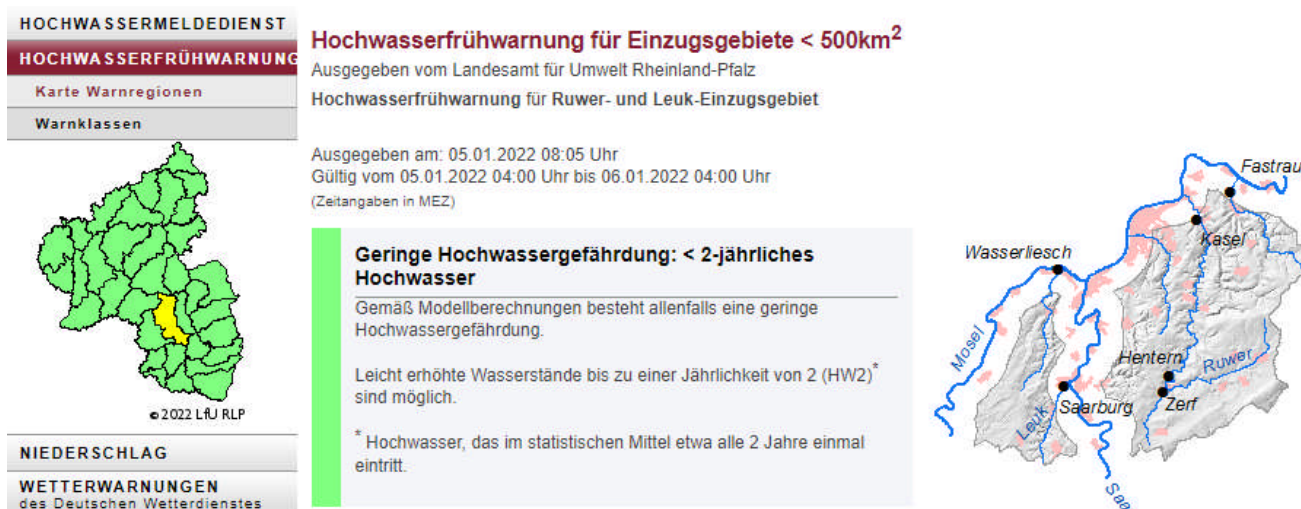 HOCHWASSERMELDEDIENST
HOCHWASSERFRÜHWARNUNG
Karte Warnregionen
Warnklassen
© 2022 LfU RLP
NIEDERSCHLAG
WETTERWARNUNGEN
des Deutschen Wetterdienstes
Hochwasserfrühwarnung für Einzugsgebiete < 500km²
Ausgegeben vom Landesamt für Umwelt Rheinland-Pfalz
Hochwasserfrühwarnung für Ruwer- und Leuk-Einzugsgebiet
Ausgegeben am: 05.01.2022 08:05 Uhr
Gültig vom 05.01.2022 04:00 Uhr bis 06.01.2022 04:00 Uhr
(Zeitangaben in MEZ)
Geringe Hochwassergefährdung: < 2-jährliches
Hochwasser
Gemäß Modellberechnungen besteht allenfalls eine geringe
Hochwassergefährdung.
Leicht erhöhte Wasserstände bis zu einer Jährlichkeit von 2 (HW2)*
sind möglich.
* Hochwasser, das im statistischen Mittel etwa alle 2 Jahre einmal
eintritt.
Fastrau
Kasel
Wasserliesch
Mosel
Hentern
Ruwer
Zerf
Saarburg
Leuk
Saa